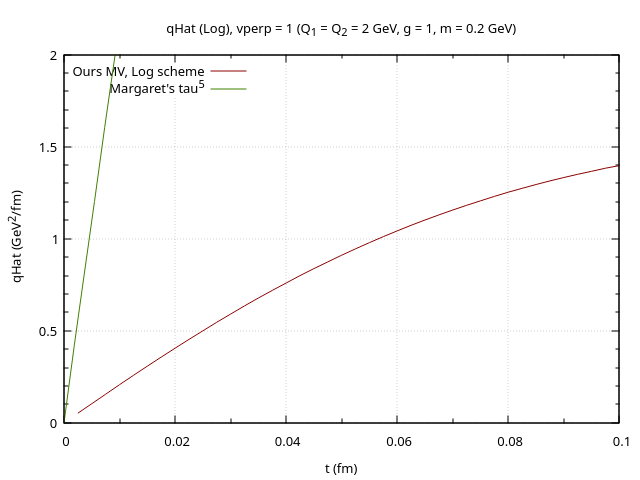 qHat (Log), vperp = 1 (Q1 = Q2 = 2 GeV, g = 1, m = 0.2 GeV)
Ours MV, Log scheme
Margaret's tau5
2
1.5
1
0.5
0
qHat (GeV2/fm)
0 0.02 0.04 0.06 0.08 0.1
t (fm)